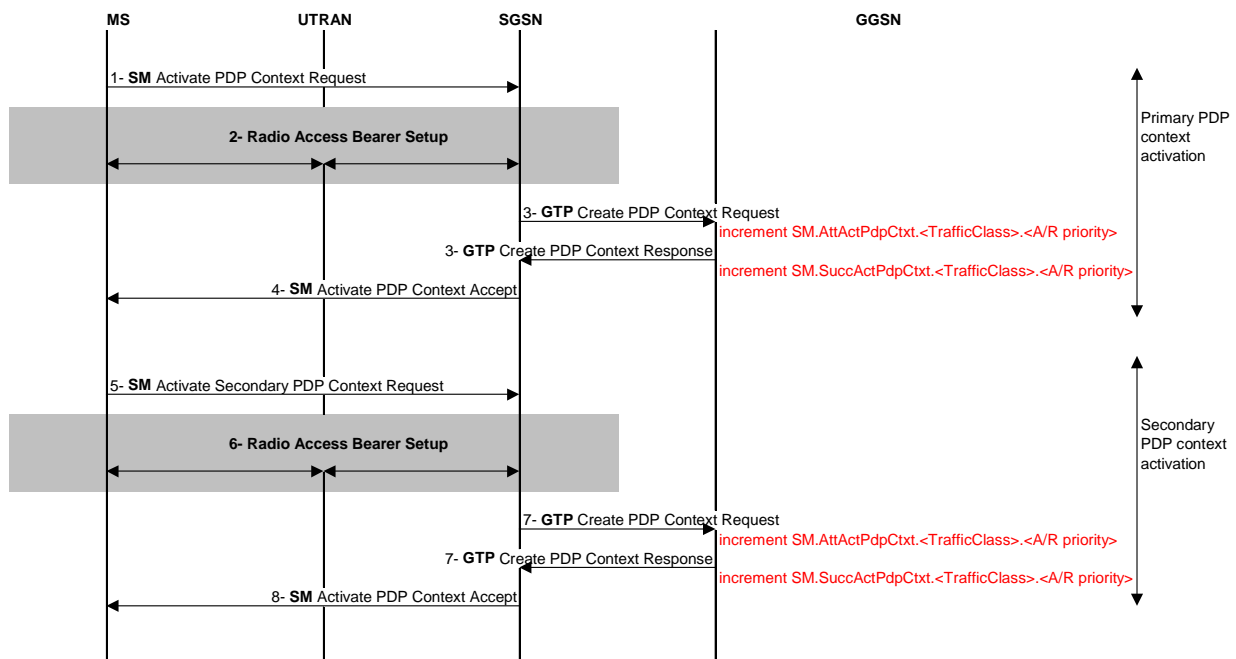 MS UTRAN SGSN GGSN
1- SM Activate PDP Context Request
Primary PDP
context
activation
2- Radio Access Bearer Setup
3- GTP Create PDP Context Request
increment SM.AttActPdpCtxt.<TrafficClass>.<A/R priority>
3- GTP Create PDP Context Response
increment SM.SuccActPdpCtxt.<TrafficClass>.<A/R priority>
4- SM Activate PDP Context Accept
5- SM Activate Secondary PDP Context Request
Secondary
PDP context
activation
6- Radio Access Bearer Setup
7- GTP Create PDP Context Request
increment SM.AttActPdpCtxt.<TrafficClass>.<A/R priority>
7- GTP Create PDP Context Response
increment SM.SuccActPdpCtxt.<TrafficClass>.<A/R priority>
8- SM Activate PDP Context Accept